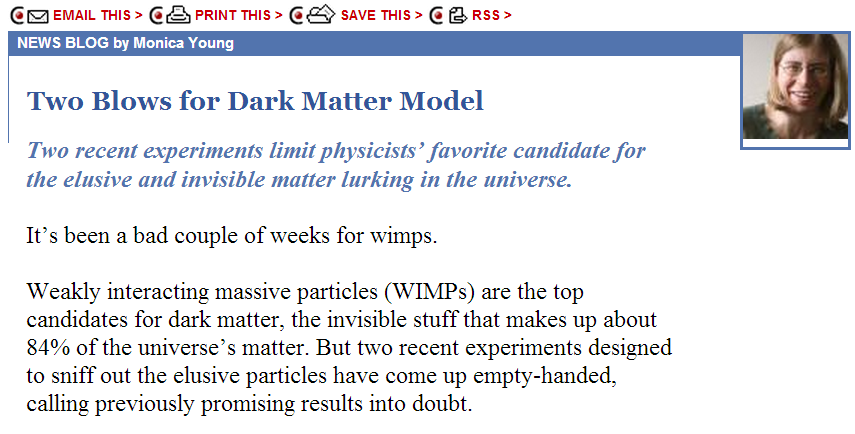 EMAIL THIS > PRINT THIS > SAVE THIS > RSS >
NEWS BLOG by Monica Young
Two Blows for Dark Matter Model
Two recent experiments limit physicists’ favorite candidate for
the elusive and invisible matter lurking in the universe.
It’s been a bad couple of weeks for wimps.
Weakly interacting massive particles (WIMPs) are the top
candidates for dark matter, the invisible stuff that makes up about
84% of the universe’s matter. But two recent experiments designed
to sniff out the elusive particles have come up empty-handed,
calling previously promising results into doubt.